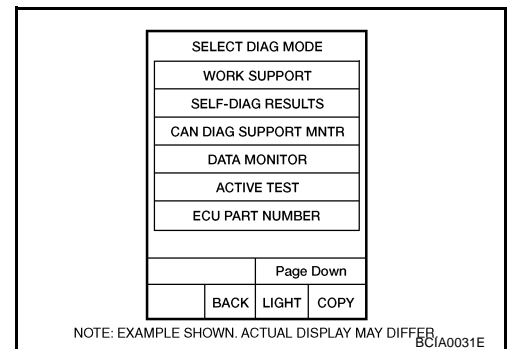 SELECT DIAG MODE
WORK SUPPORT
SELF-DIAG RESULTS
CAN DIAG SUPPORT MNTR
DATA MONITOR
ACTIVE TEST
ECU PART NUMBER
Page Down
BACK LIGHT COPY
NOTE: EXAMPLE SHOWN. ACTUAL DISPLAY MAY DIFFER.
BCIA0031E